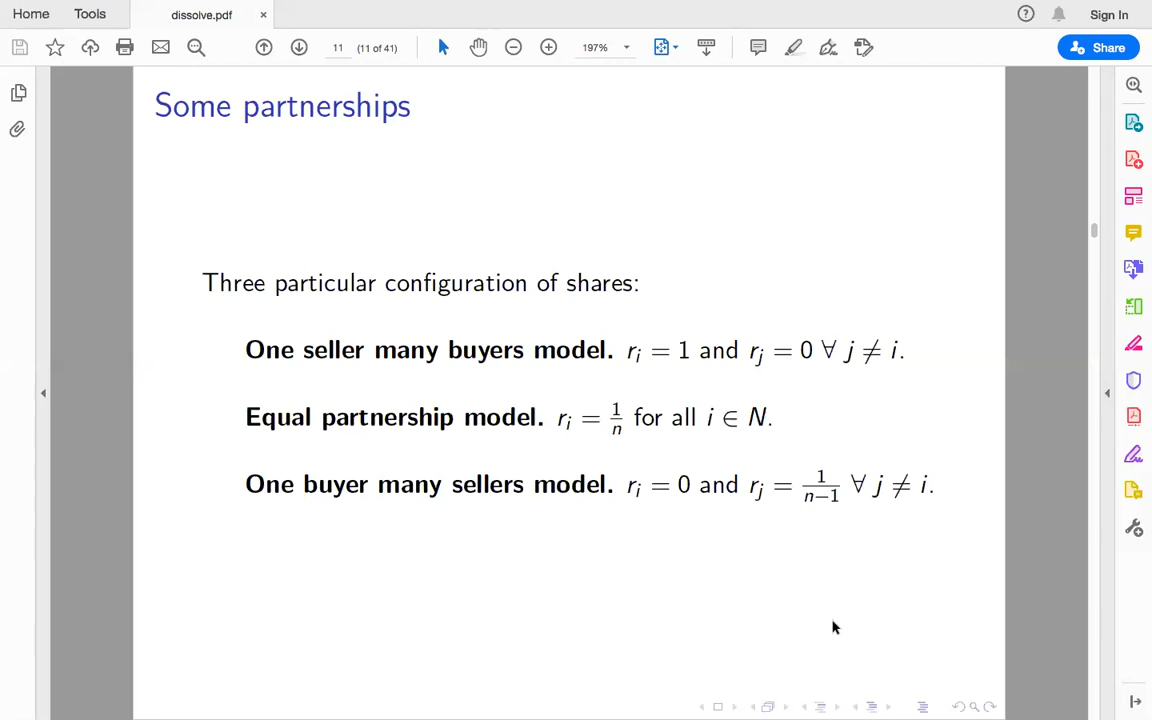 Home Tools dissolve.pdf × Sign In
11 (11 of 41) 197% Share
Some partnerships
Three particular configuration of shares:
One seller many buyers model. rᵢ = 1 and rⱼ = 0 ∀ j ≠ i.
Equal partnership model. rᵢ = 1/n for all i ∈ N.
One buyer many sellers model. rᵢ = 0 and rⱼ = 1/(n−1) ∀ j ≠ i.